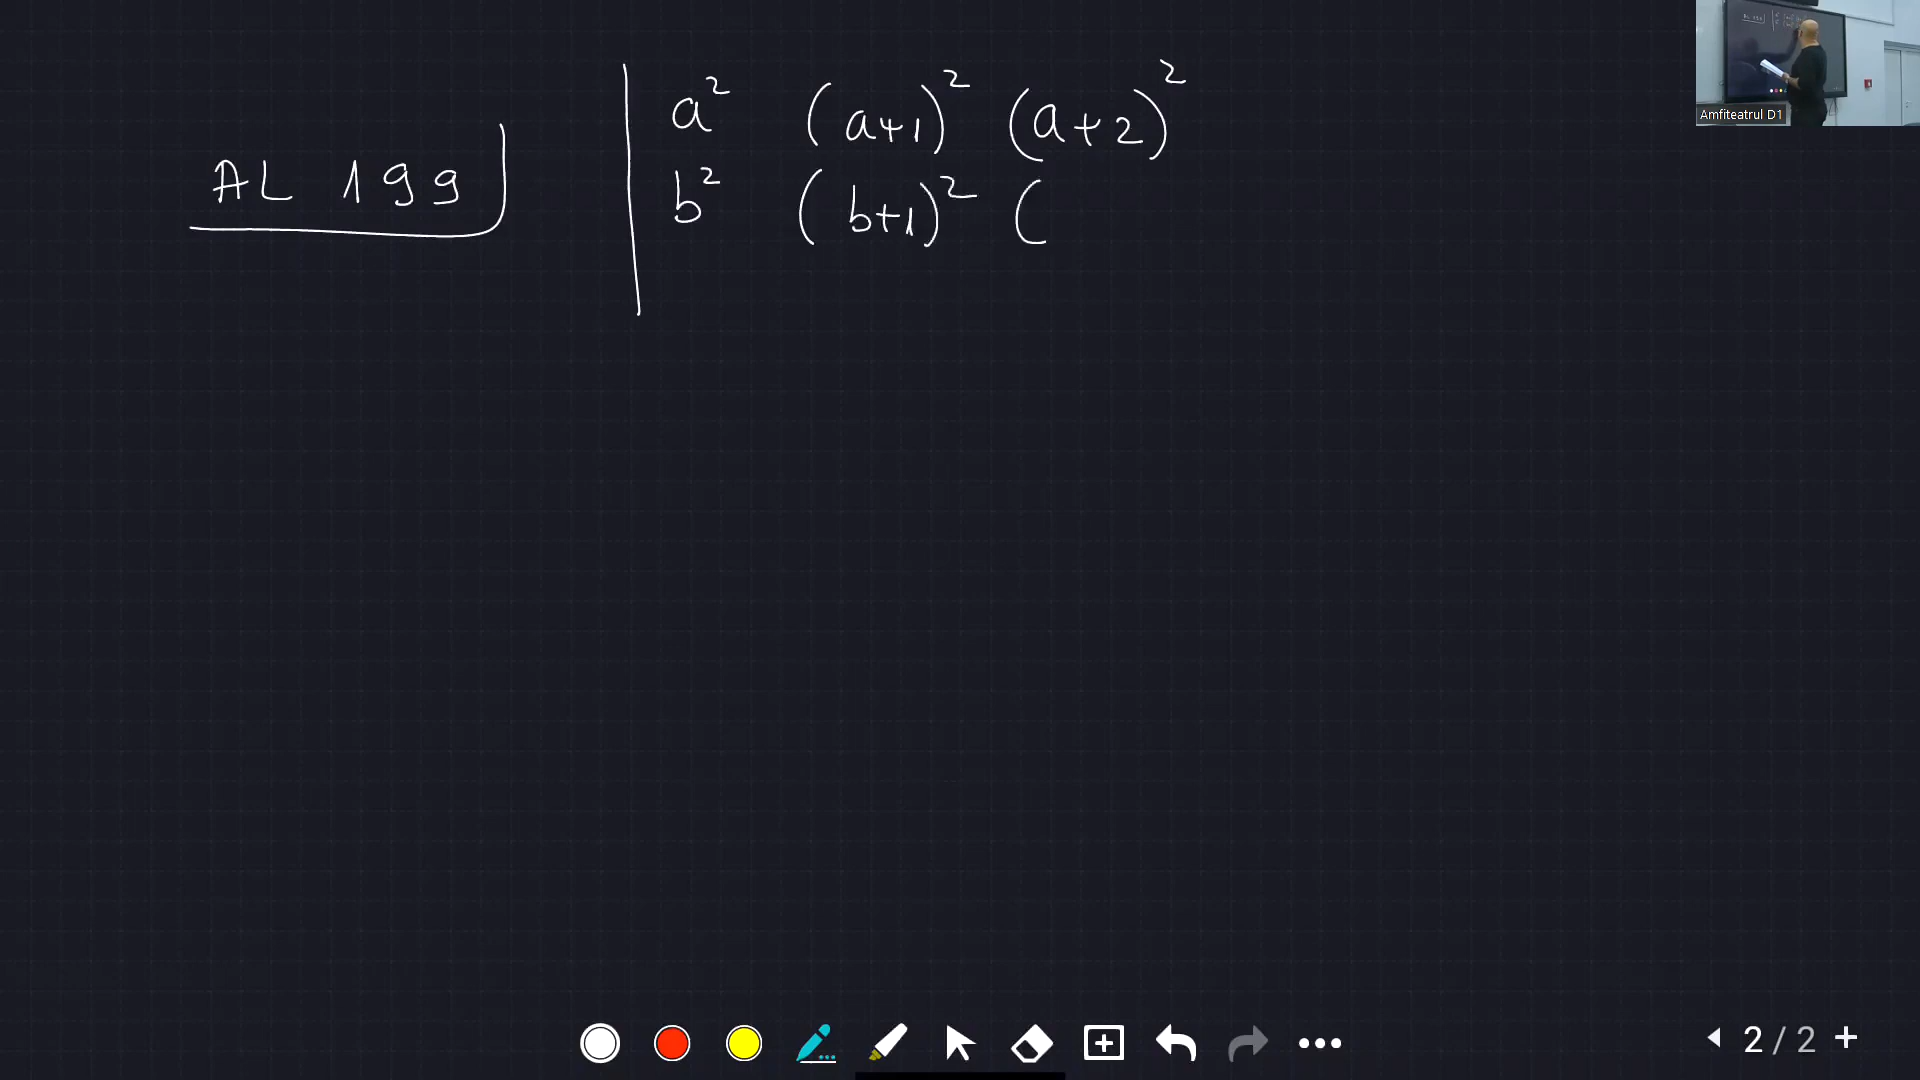 AL 199
| a² (a+1)² (a+2)²
b² (b+1)² (
Amfiteatrul D1
2 / 2 +